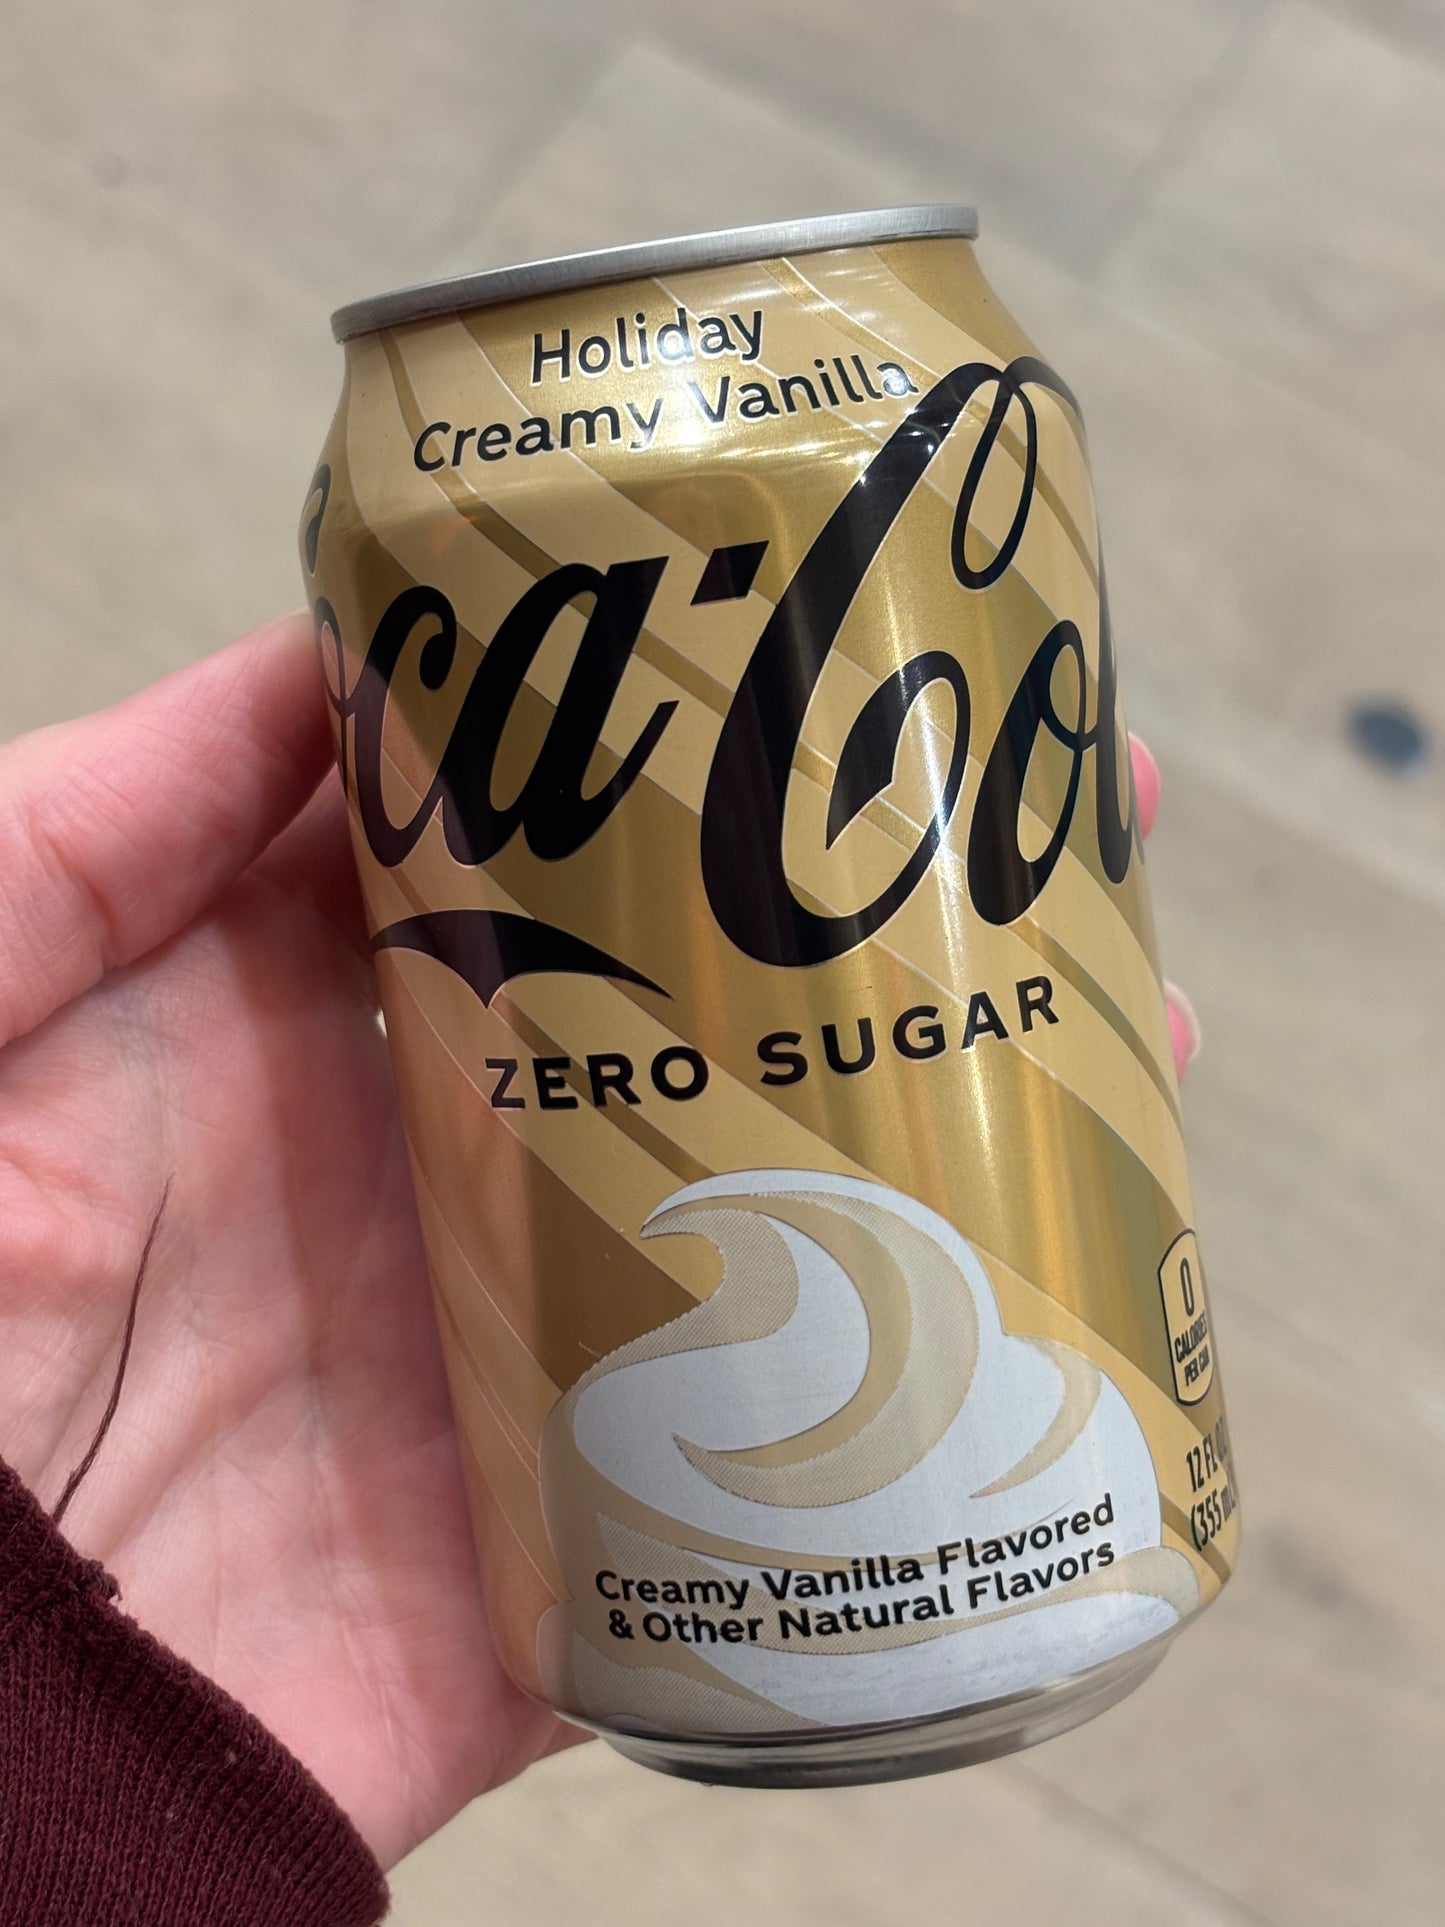 Holiday
Creamy Vanilla
Coca-Cola
ZERO SUGAR
0
CALORIES
PER CAN
Creamy Vanilla Flavored
& Other Natural Flavors
12 FL OZ
(355 mL)